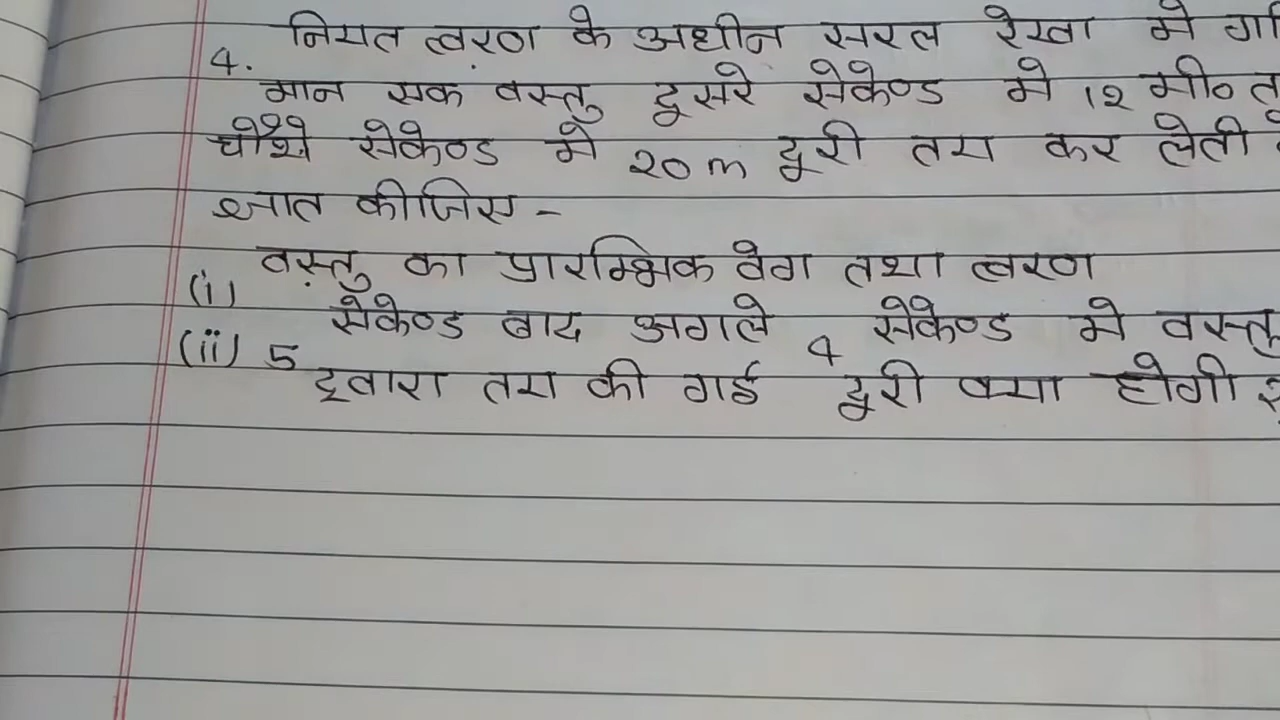 4. नियत त्वरण के अधीन सरल रेखा मे
मान एक वस्तु दूसरे सेकेण्ड मे 12 मी०
चौथे सेकेण्ड मे 20 m दूरी तय कर लेती
ज्ञात कीजिए -
(i) वस्तु का प्रारम्भिक वेग तथा त्वरण
(ii) 5 सेकेण्ड बाद अगले 4 सेकेण्ड मे वस्तु
द्वारा तय की गई दूरी क्या होगी